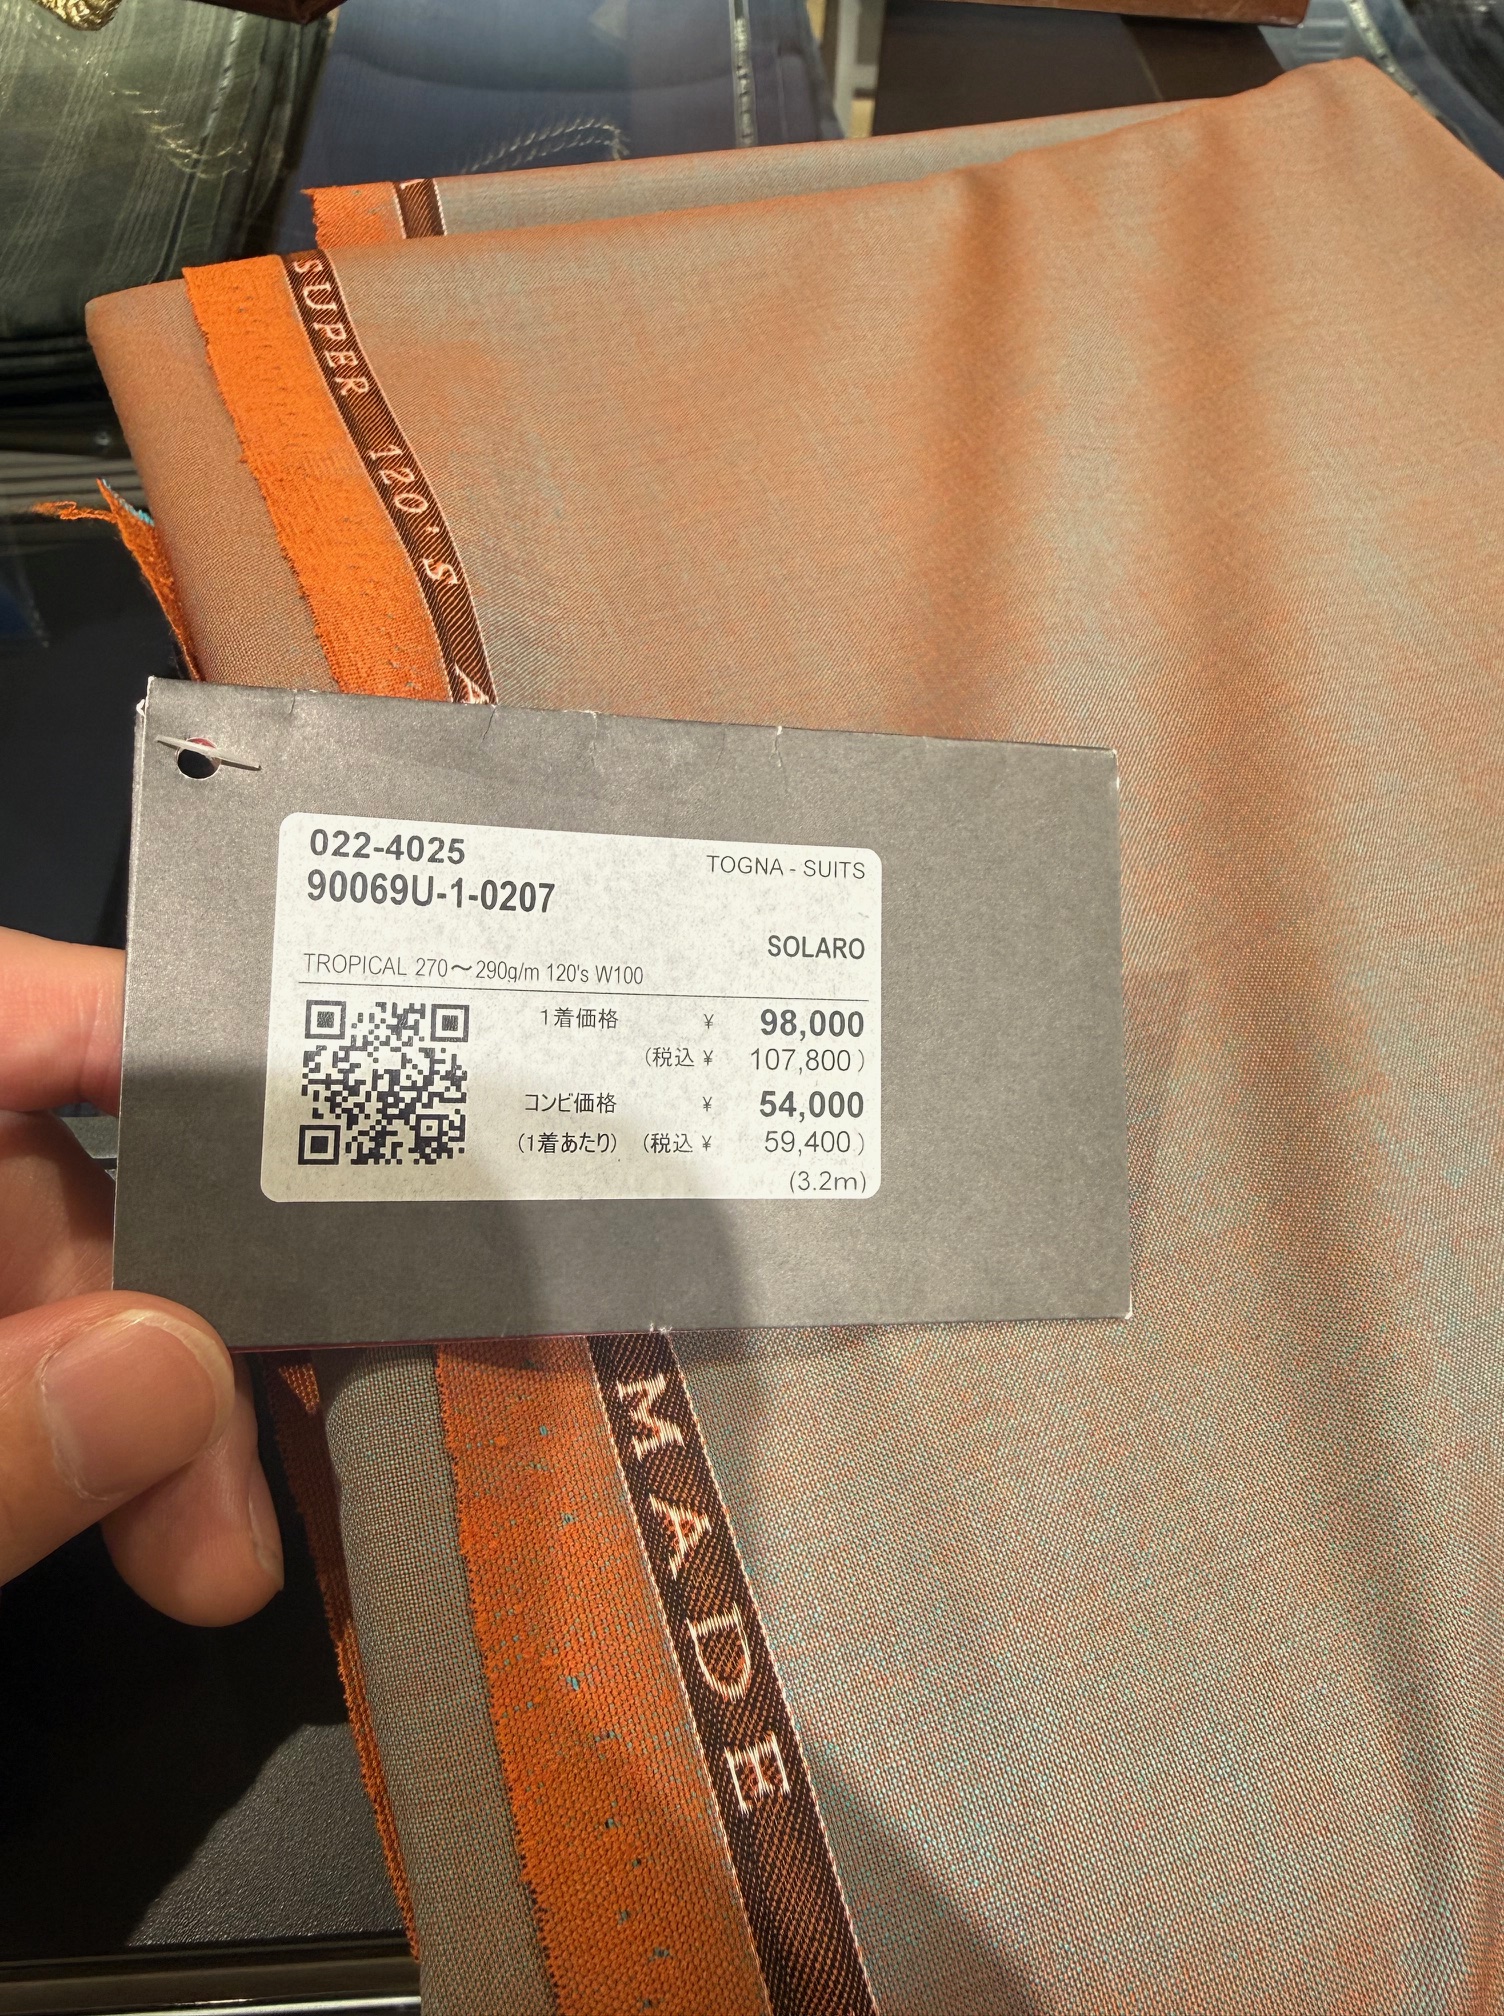 SUPER 120'S
A
022-4025
90069U-1-0207
TOGNA - SUITS
SOLARO
TROPICAL 270～290g/m 120's W100
1着価格 ¥ 98,000
(税込 ¥ 107,800)
コンビ価格 ¥ 54,000
(1着あたり) (税込 ¥ 59,400)
(3.2m)
MADE